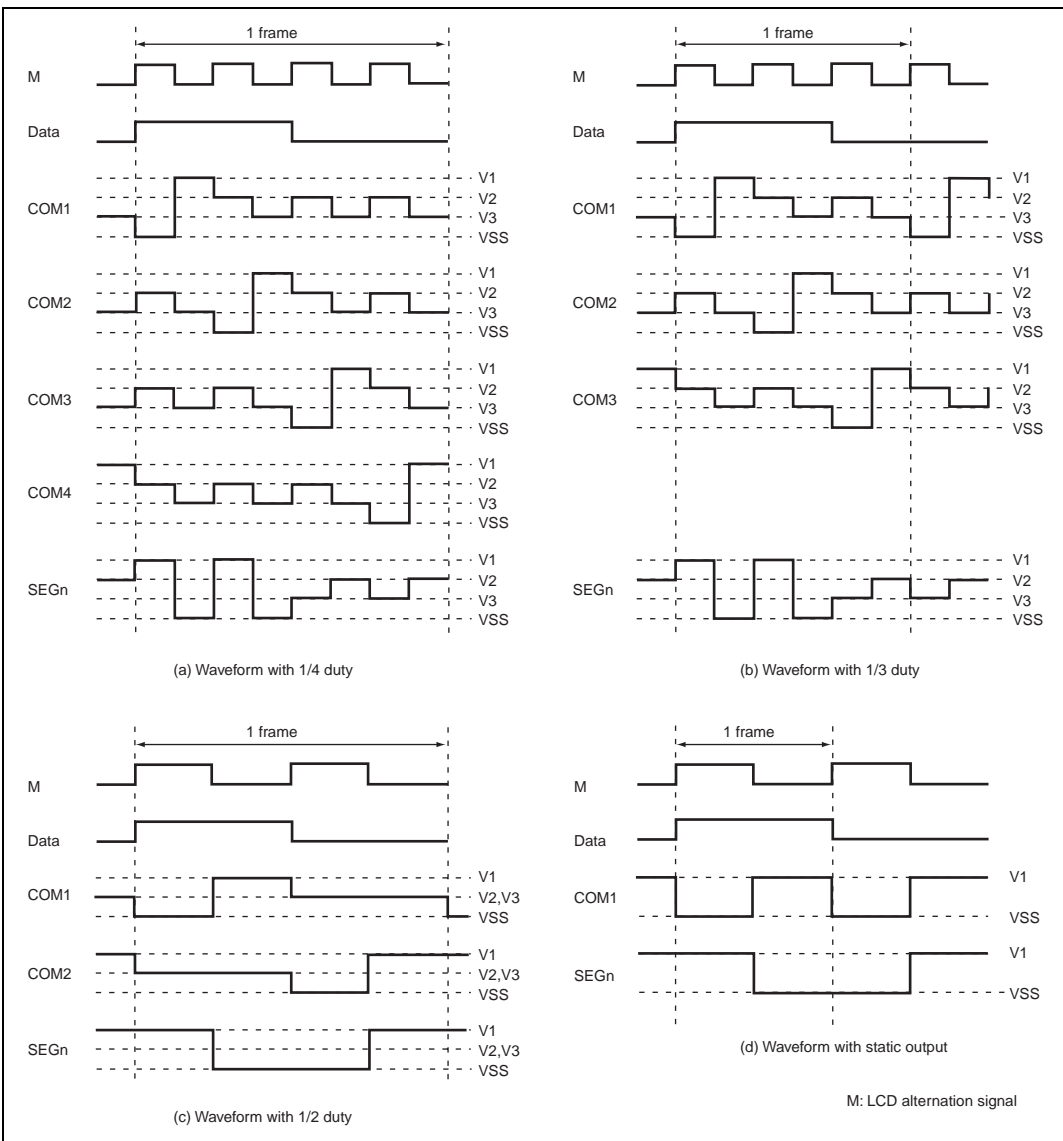 1 frame
M
Data
COM1
V1
V2
V3
VSS
COM2
V1
V2
V3
VSS
COM3
V1
V2
V3
VSS
COM4
V1
V2
V3
VSS
SEGn
V1
V2
V3
VSS
(a) Waveform with 1/4 duty
1 frame
M
Data
COM1
V1
V2
V3
VSS
COM2
V1
V2
V3
VSS
COM3
V1
V2
V3
VSS
SEGn
V1
V2
V3
VSS
(b) Waveform with 1/3 duty
1 frame
M
Data
COM1
V1
V2,V3
VSS
COM2
V1
V2,V3
VSS
SEGn
V1
V2,V3
VSS
(c) Waveform with 1/2 duty
1 frame
M
Data
COM1
V1
VSS
SEGn
V1
VSS
(d) Waveform with static output
M: LCD alternation signal